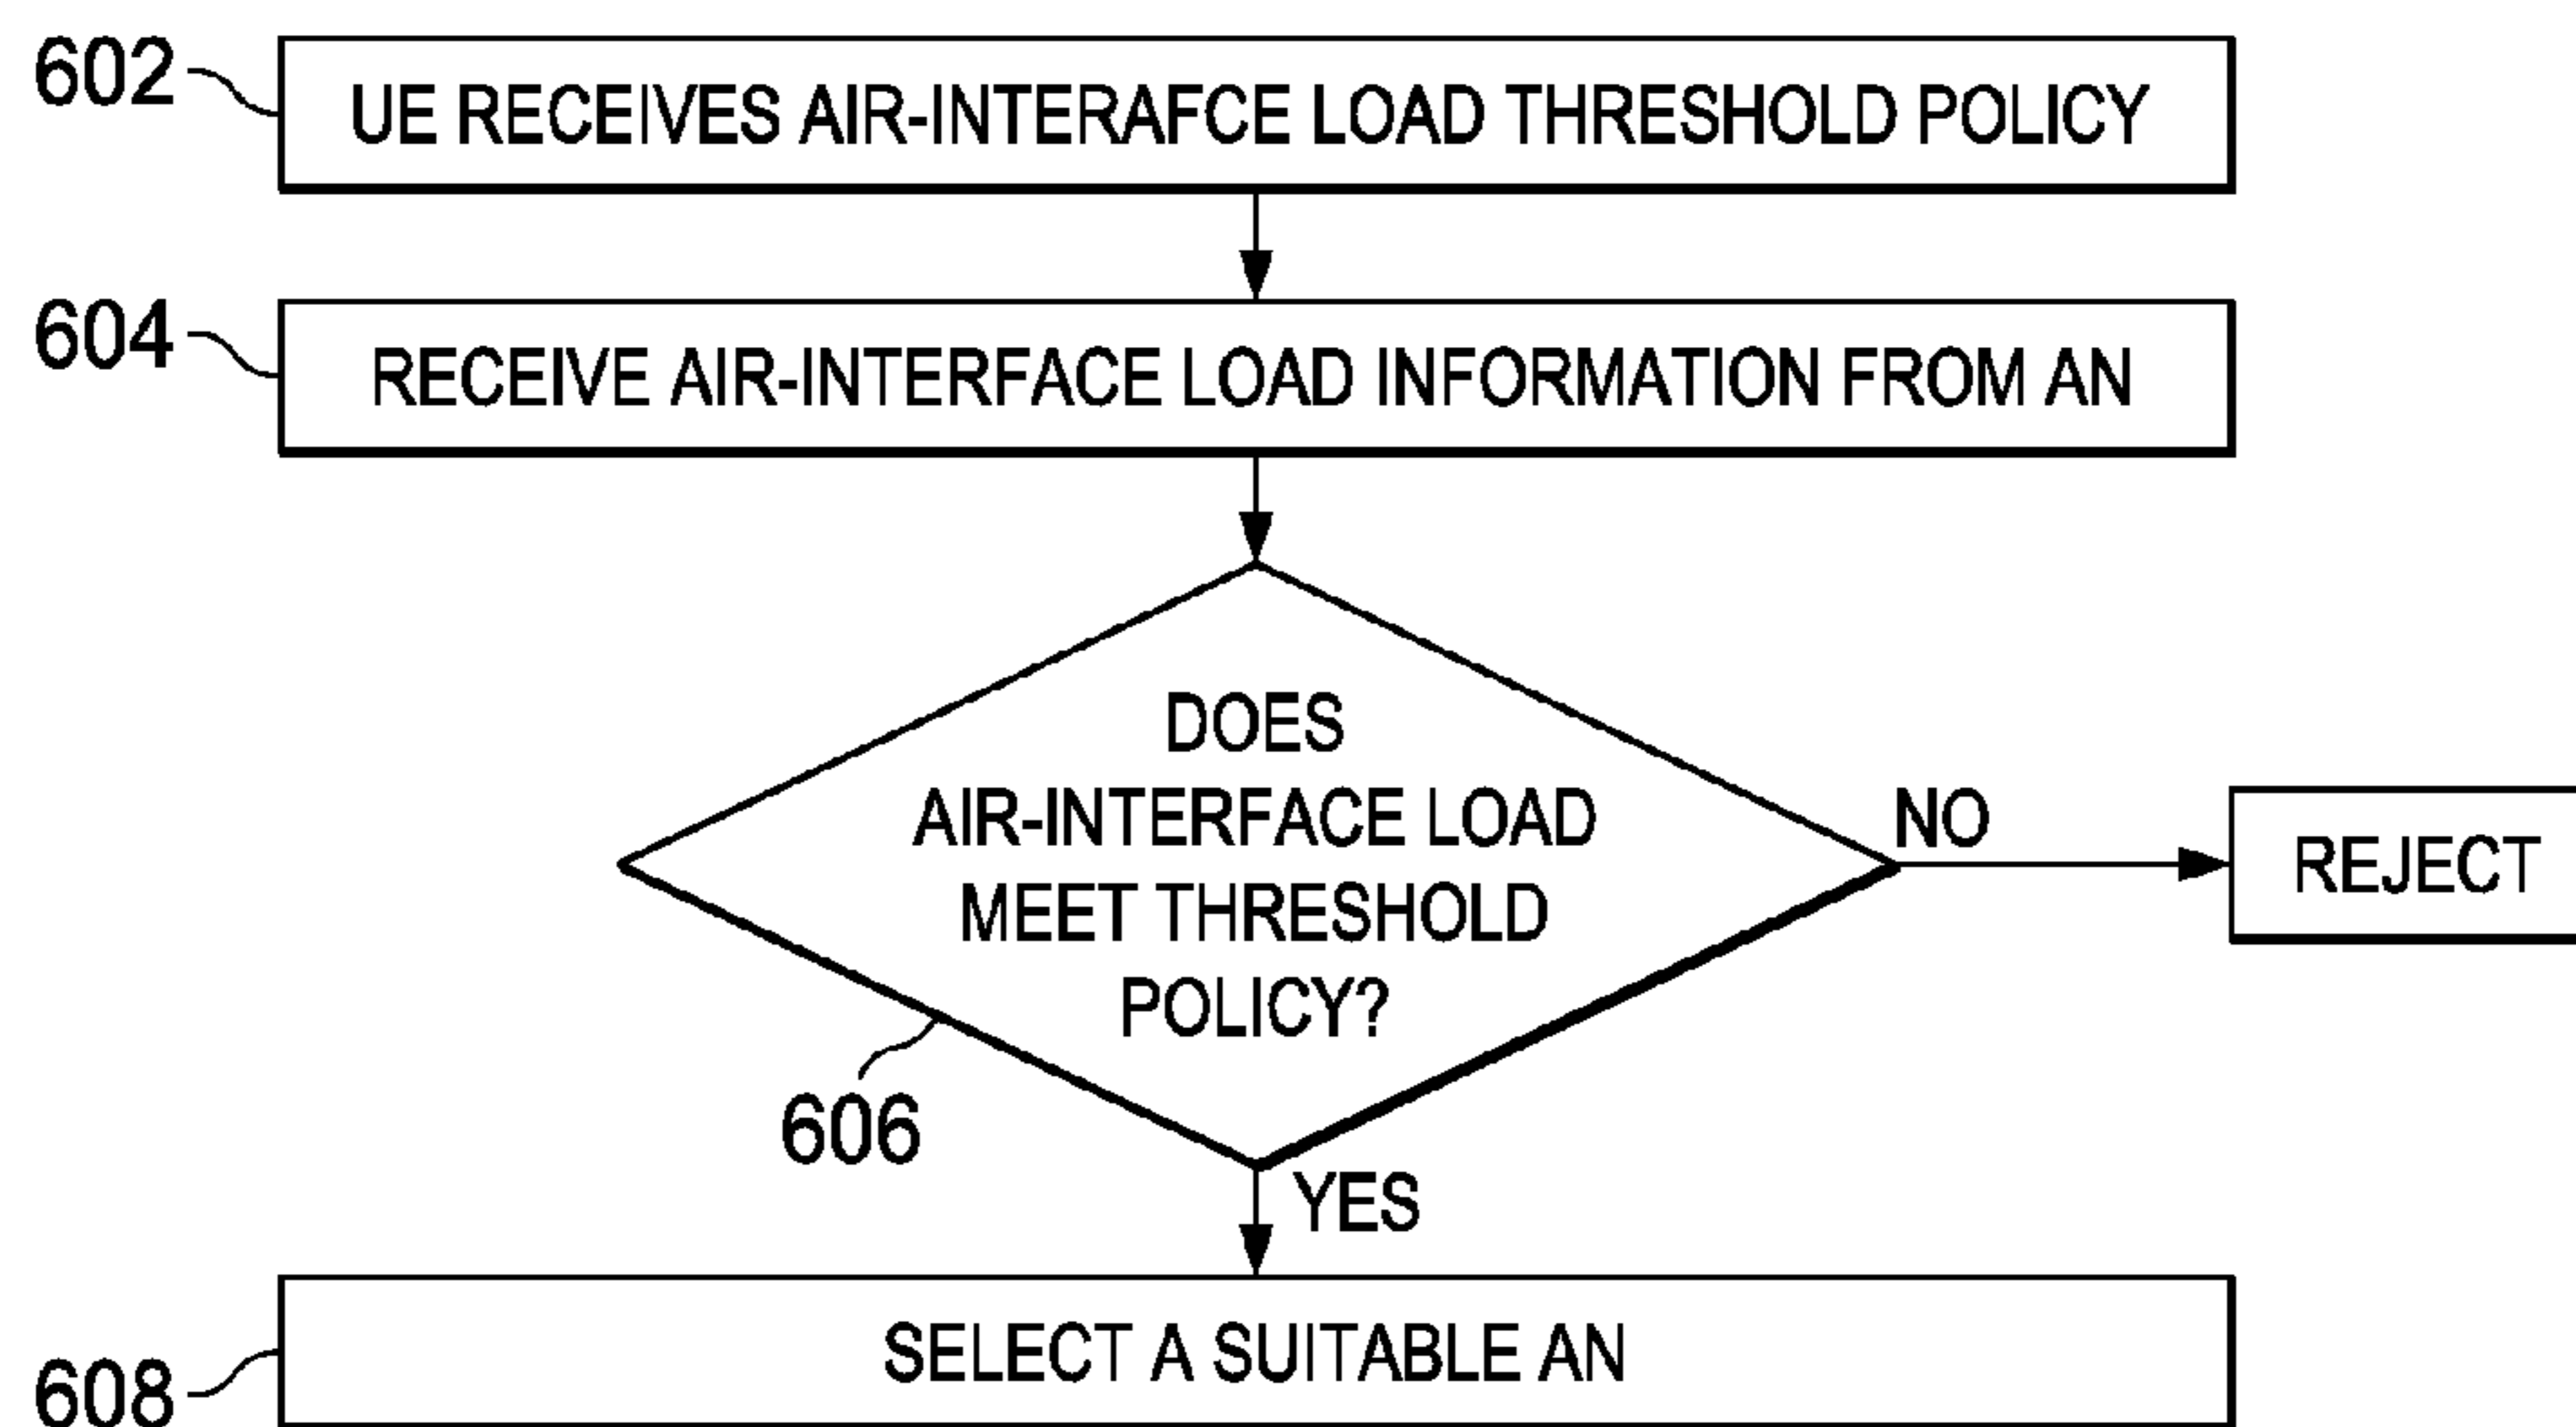 602
UE RECEIVES AIR-INTERAFCE LOAD THRESHOLD POLICY
604
RECEIVE AIR-INTERFACE LOAD INFORMATION FROM AN
DOES
AIR-INTERFACE LOAD
MEET THRESHOLD
POLICY?
NO
REJECT
606
YES
608
SELECT A SUITABLE AN